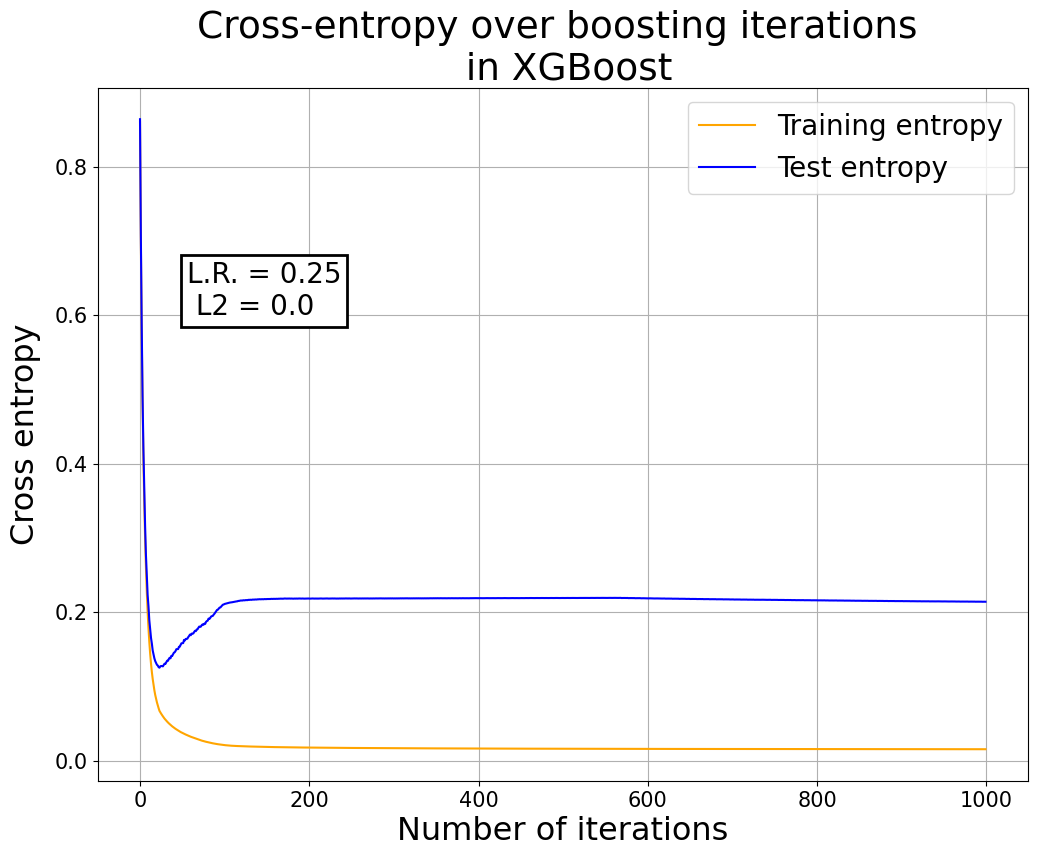 Cross-entropy over boosting iterations
in XGBoost
Training entropy
Test entropy
L.R. = 0.25
L2 = 0.0
Cross entropy
0.8
0.6
0.4
0.2
0.0
0
200
400
600
800
1000
Number of iterations